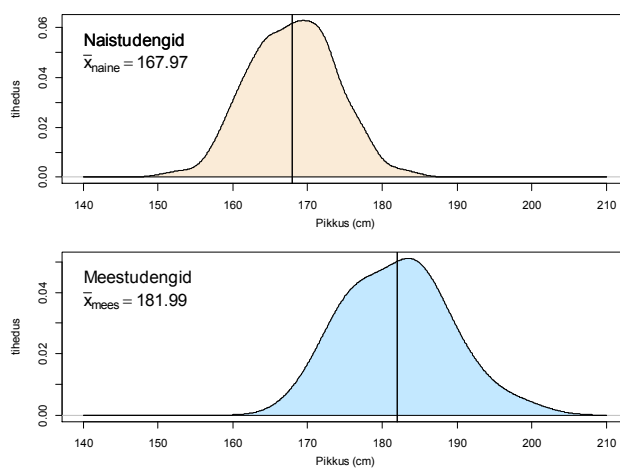 Naistudengid
x̄naine = 167.97
tihedus
0.06
0.04
0.02
0.00
140 150 160 170 180 190 200 210
Pikkus (cm)
Meestudengid
x̄mees = 181.99
tihedus
0.04
0.02
0.00
140 150 160 170 180 190 200 210
Pikkus (cm)